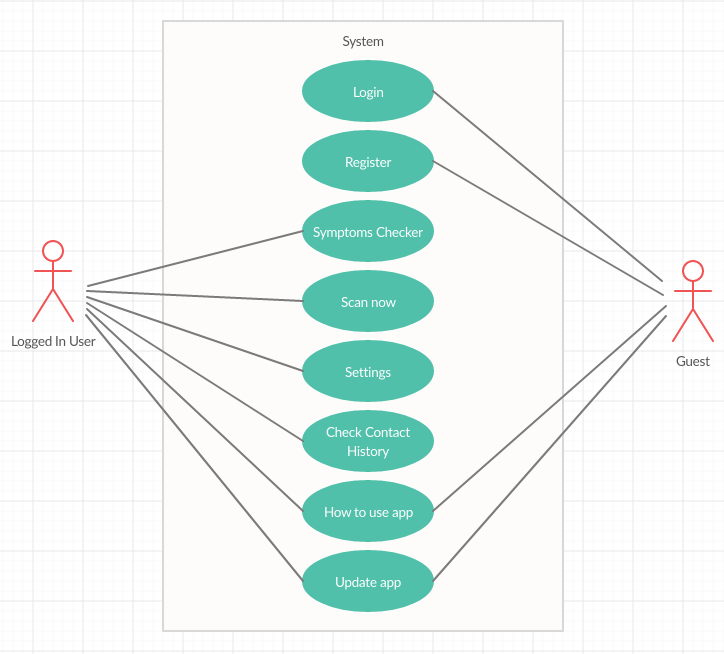 System
Login
Register
Symptoms Checker
Scan now
Settings
Check Contact
History
How to use app
Update app
Logged In User
Guest